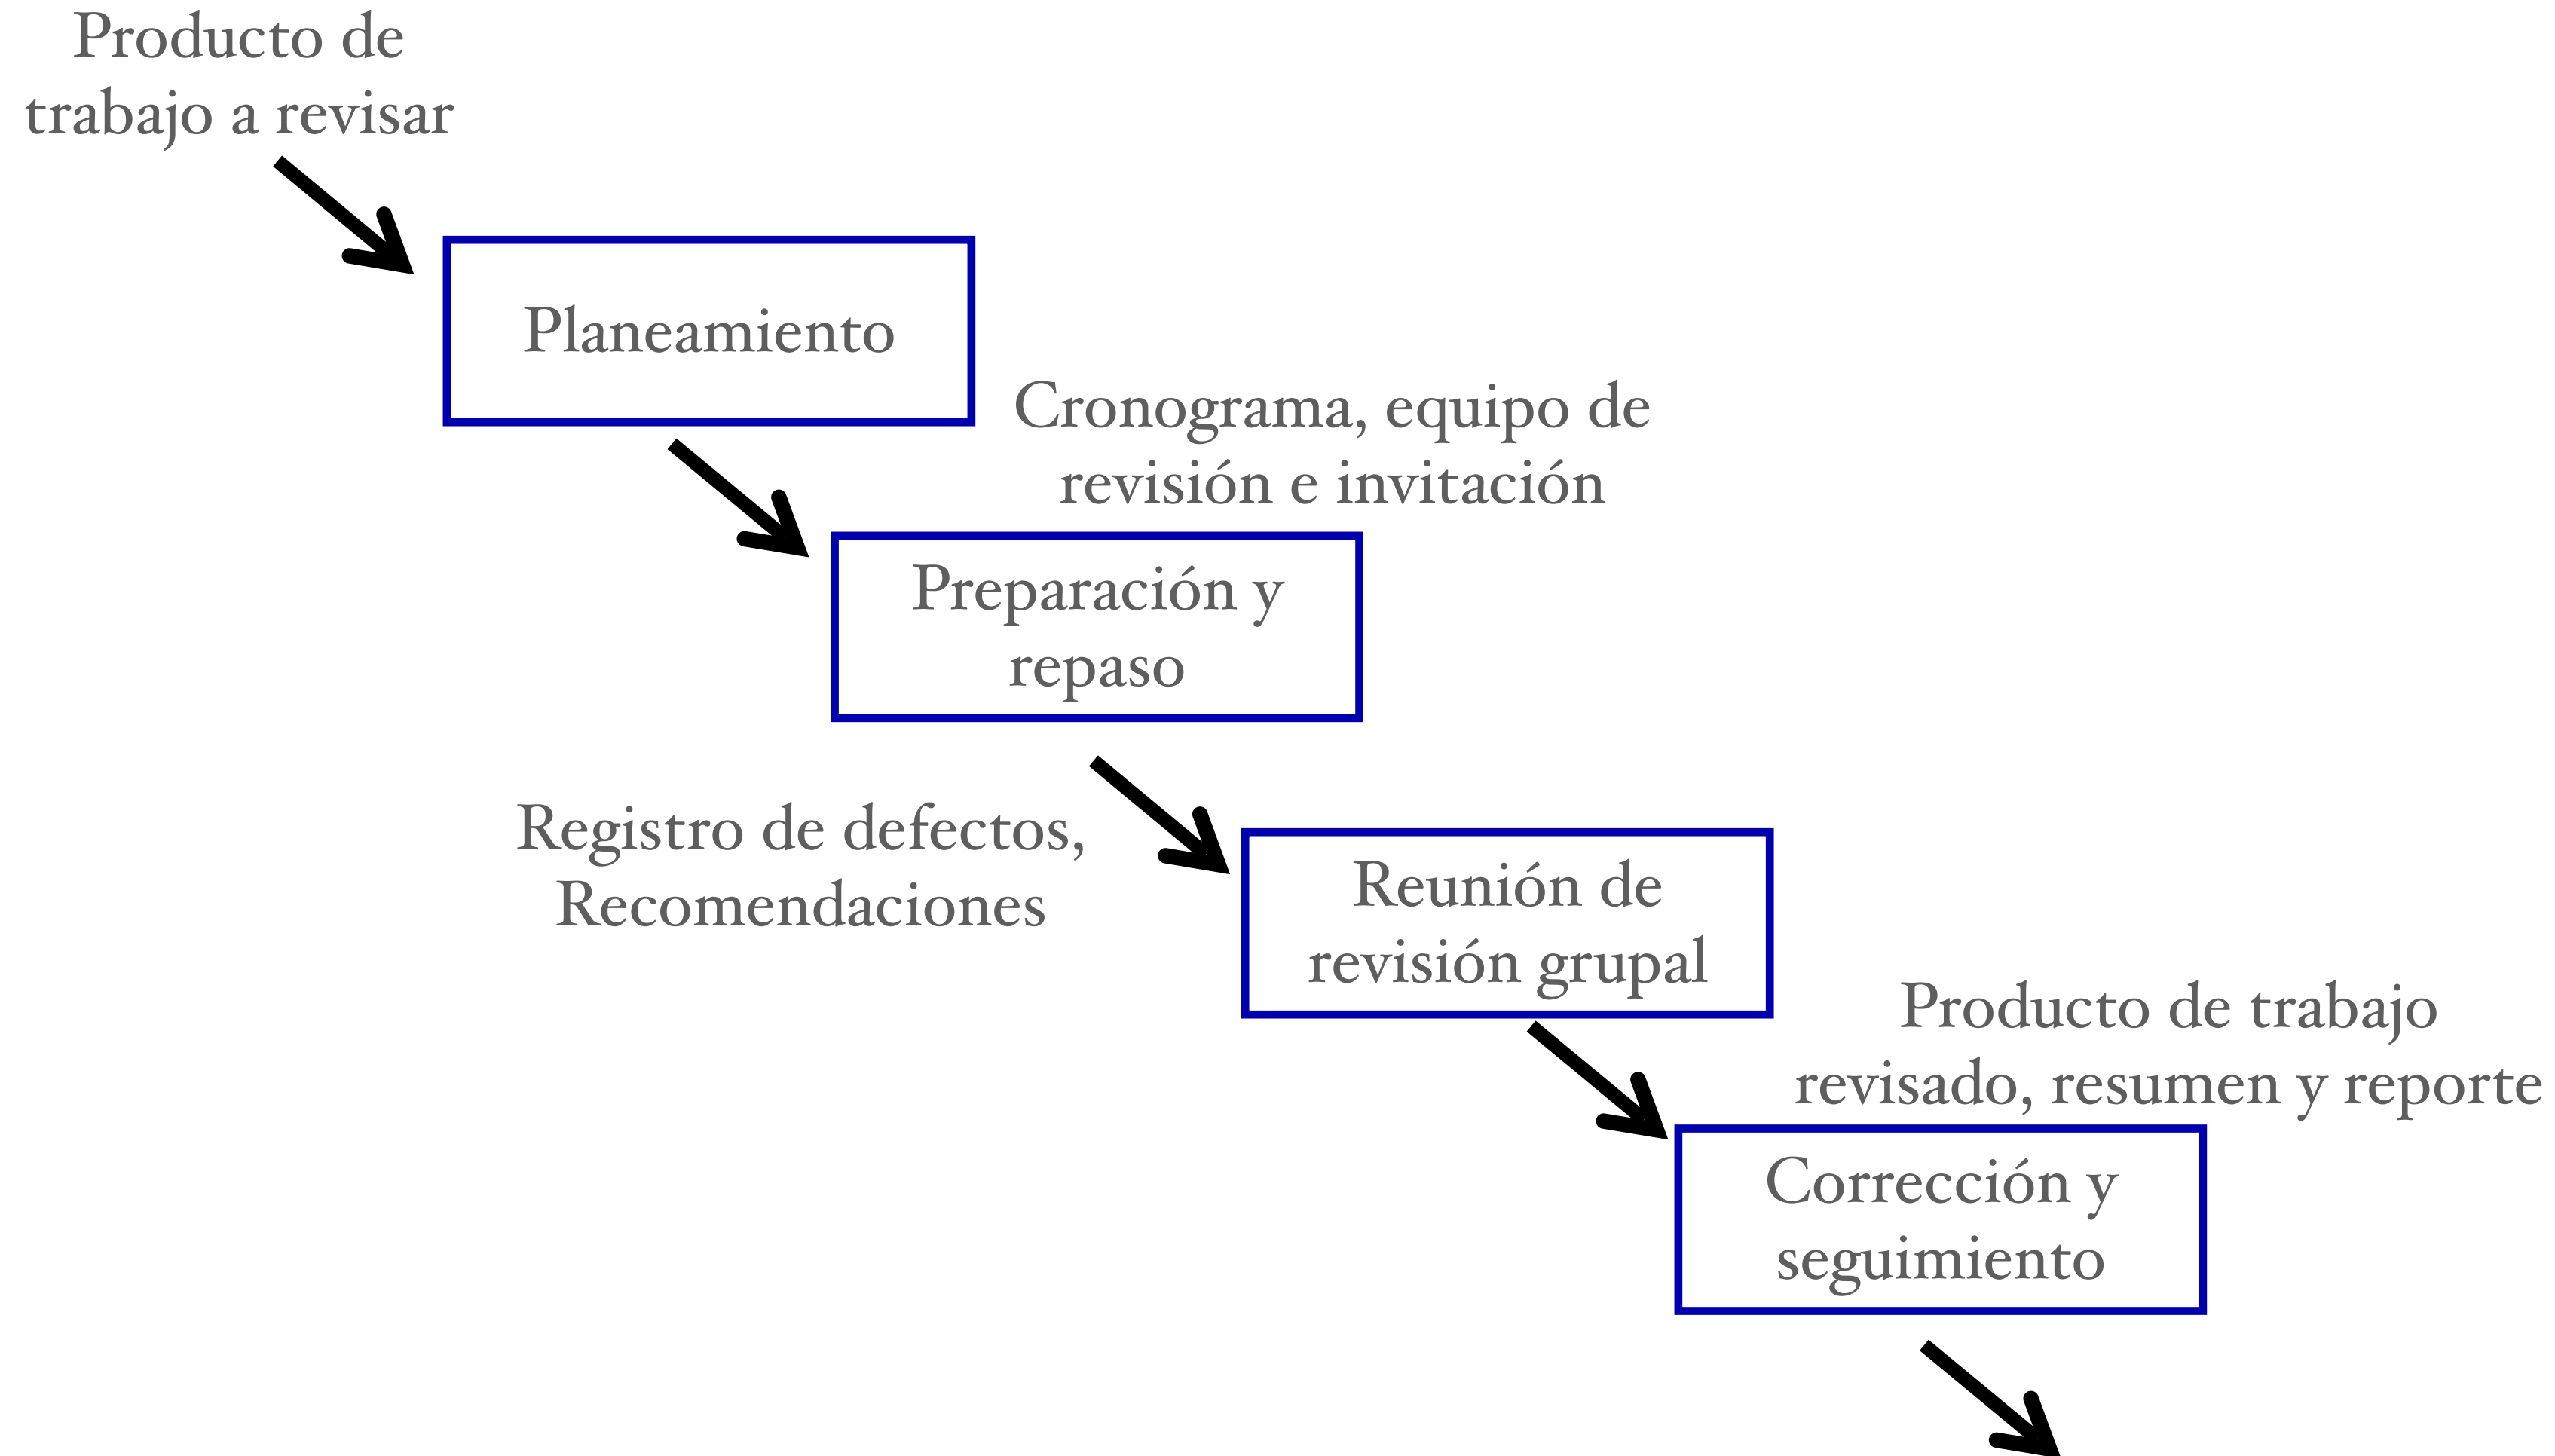 Producto de
trabajo a revisar
Planeamiento
Cronograma, equipo de
revisión e invitación
Preparación y
repaso
Registro de defectos,
Recomendaciones
Reunión de
revisión grupal
Producto de trabajo
revisado, resumen y reporte
Corrección y
seguimiento